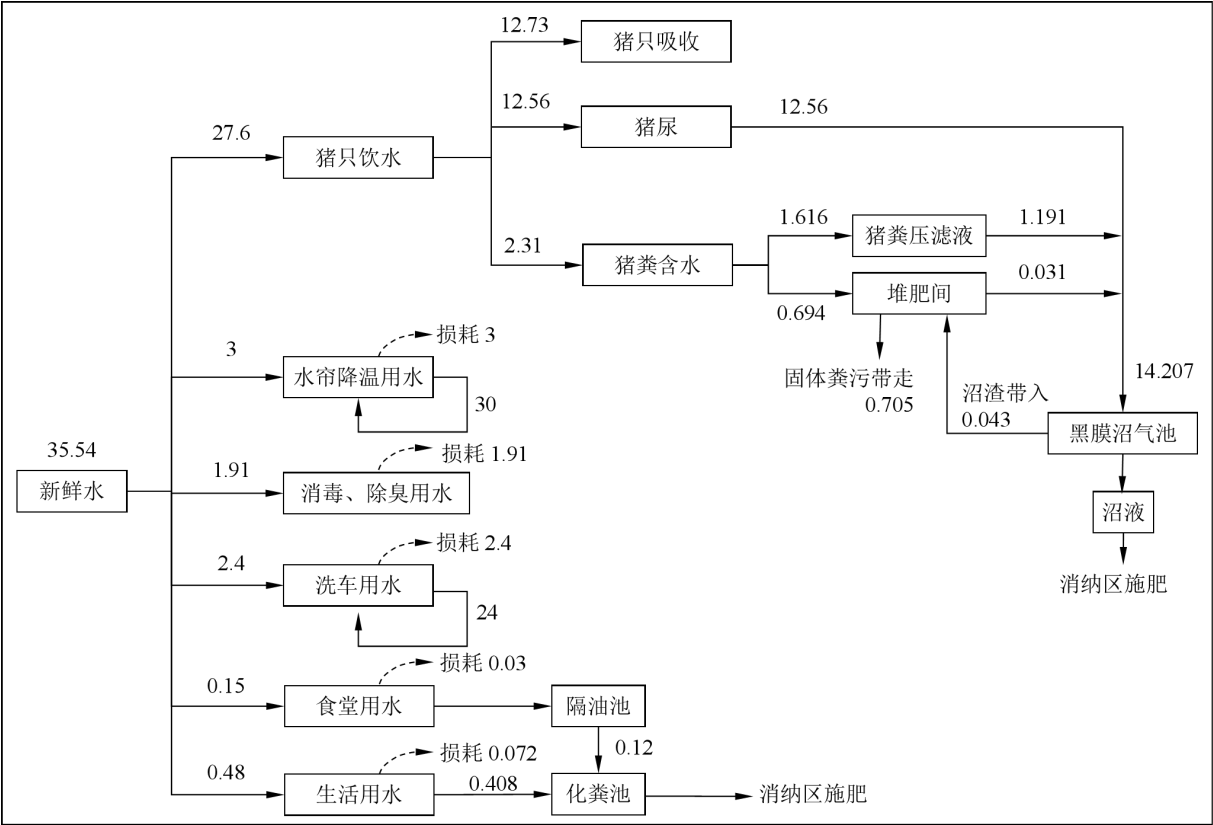 12.73
猪只吸收
12.56
猪尿
12.56
27.6
猪只饮水
1.616
猪粪压滤液
1.191
2.31
猪粪含水
堆肥间
0.031
0.694
固体粪污带走
0.705
沼渣带入
0.043
14.207
黑膜沼气池
沼液
消纳区施肥
损耗 3
3
水帘降温用水
30
35.54
新鲜水
损耗 1.91
1.91
消毒、除臭用水
损耗 2.4
2.4
洗车用水
24
损耗 0.03
0.15
食堂用水
隔油池
0.12
损耗 0.072
0.48
生活用水
0.408
化粪池
消纳区施肥